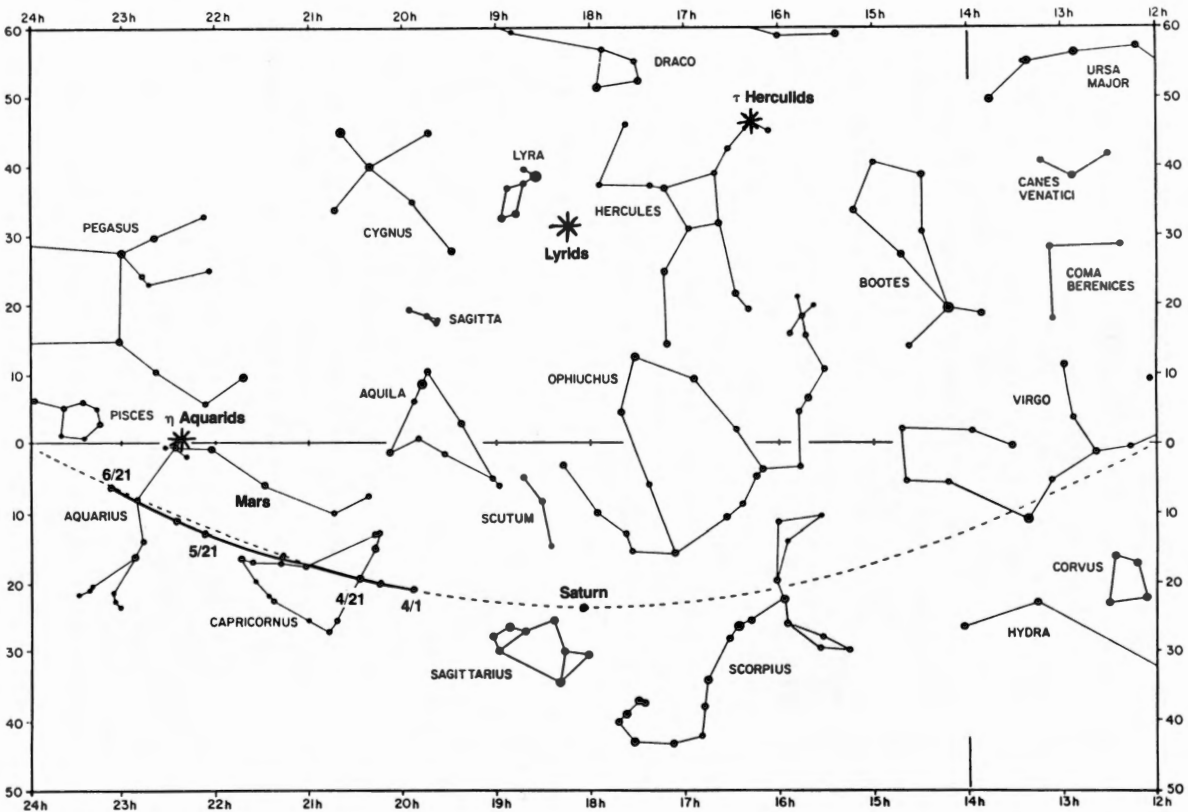 24h 23h 22h 21h 20h 19h 18h 17h 16h 15h 14h 13h 12h
60 60
DRACO
URSA
MAJOR
50 50
τ Herculids
LYRA
40 40
CANES
VENATICI
HERCULES
PEGASUS
CYGNUS
30 30
Lyrids
BOOTES
COMA
BERENICES
20 20
SAGITTA
10 10
AQUILA
OPHIUCHUS
PISCES
VIRGO
η Aquarids
0 0
6/21
Mars
AQUARIUS
SCUTUM
10 10
5/21
CORVUS
20 20
4/21
4/1
Saturn
CAPRICORNUS
HYDRA
30 30
SAGITTARIUS
SCORPIUS
40 40
50 50
24h 23h 22h 21h 20h 19h 18h 17h 16h 15h 14h 13h 12h